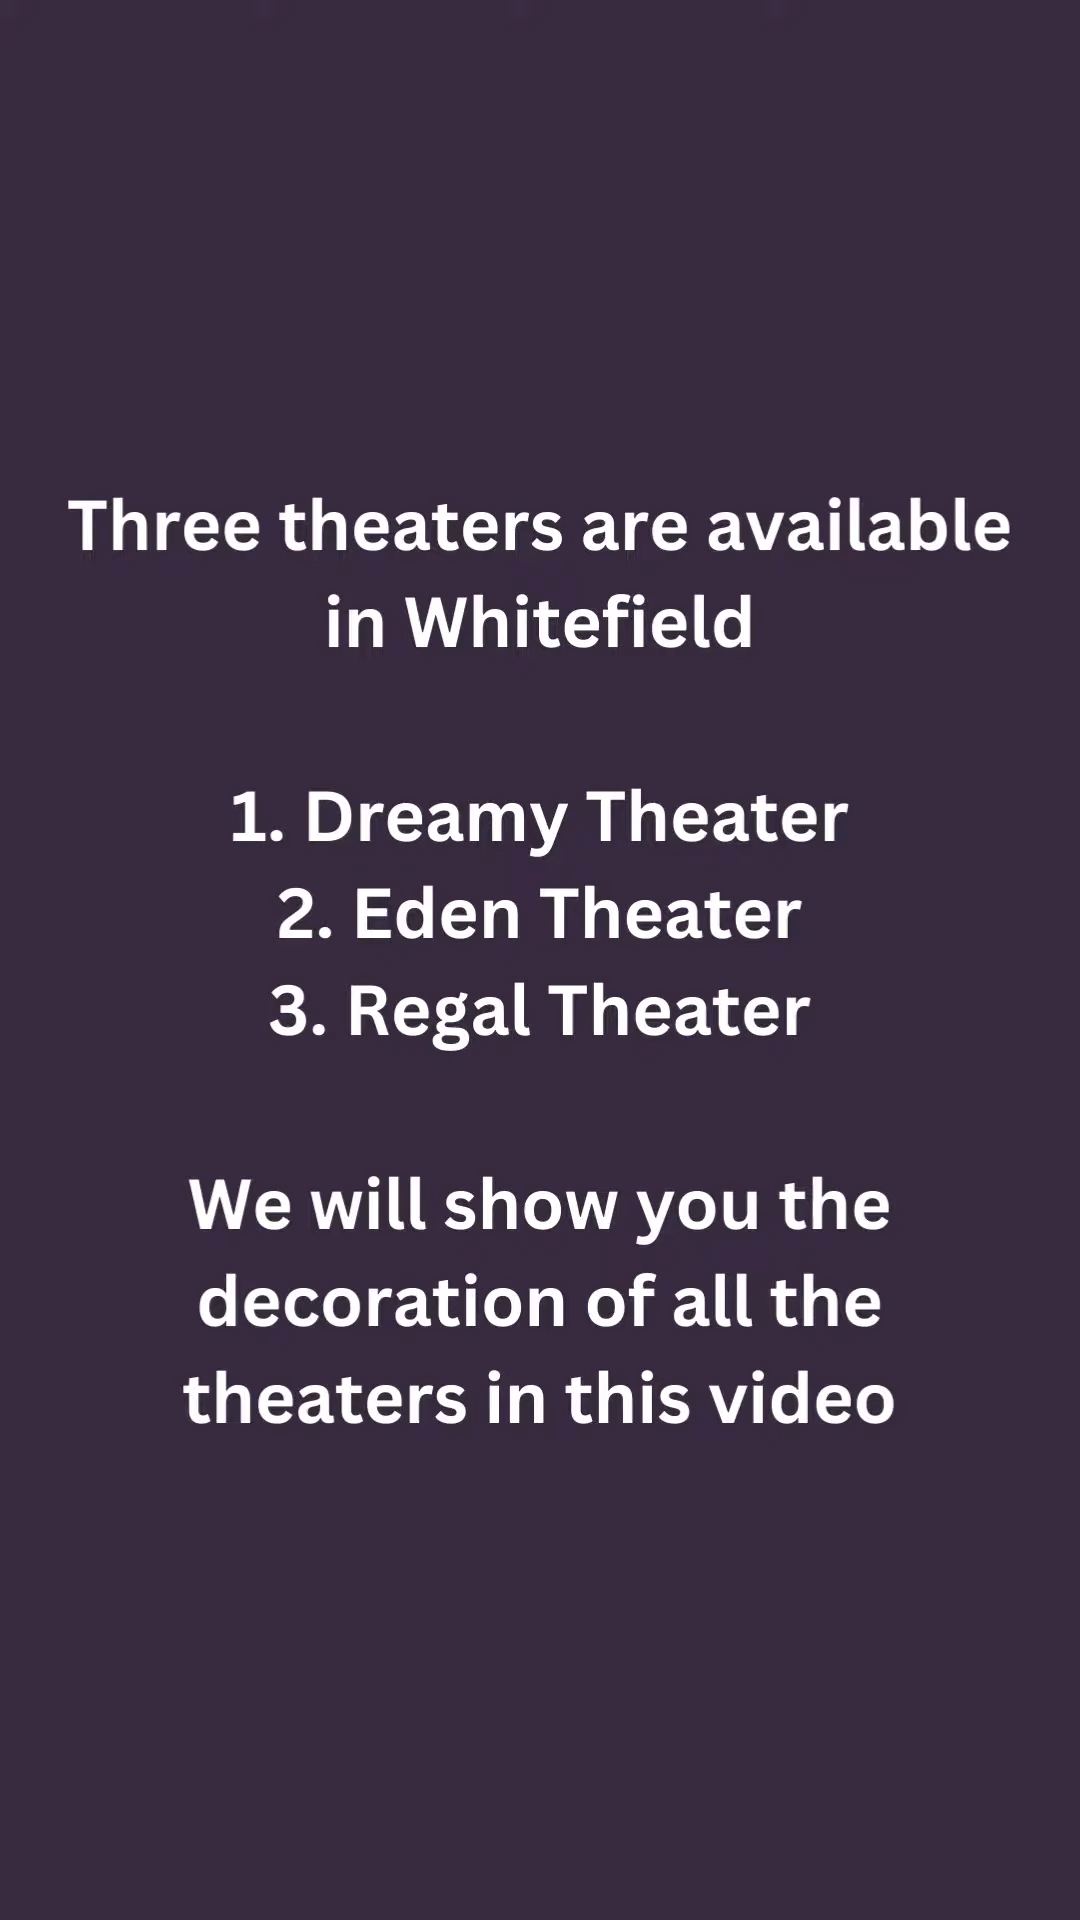 Three theaters are available
in Whitefield
1. Dreamy Theater
2. Eden Theater
3. Regal Theater
We will show you the
decoration of all the
theaters in this video